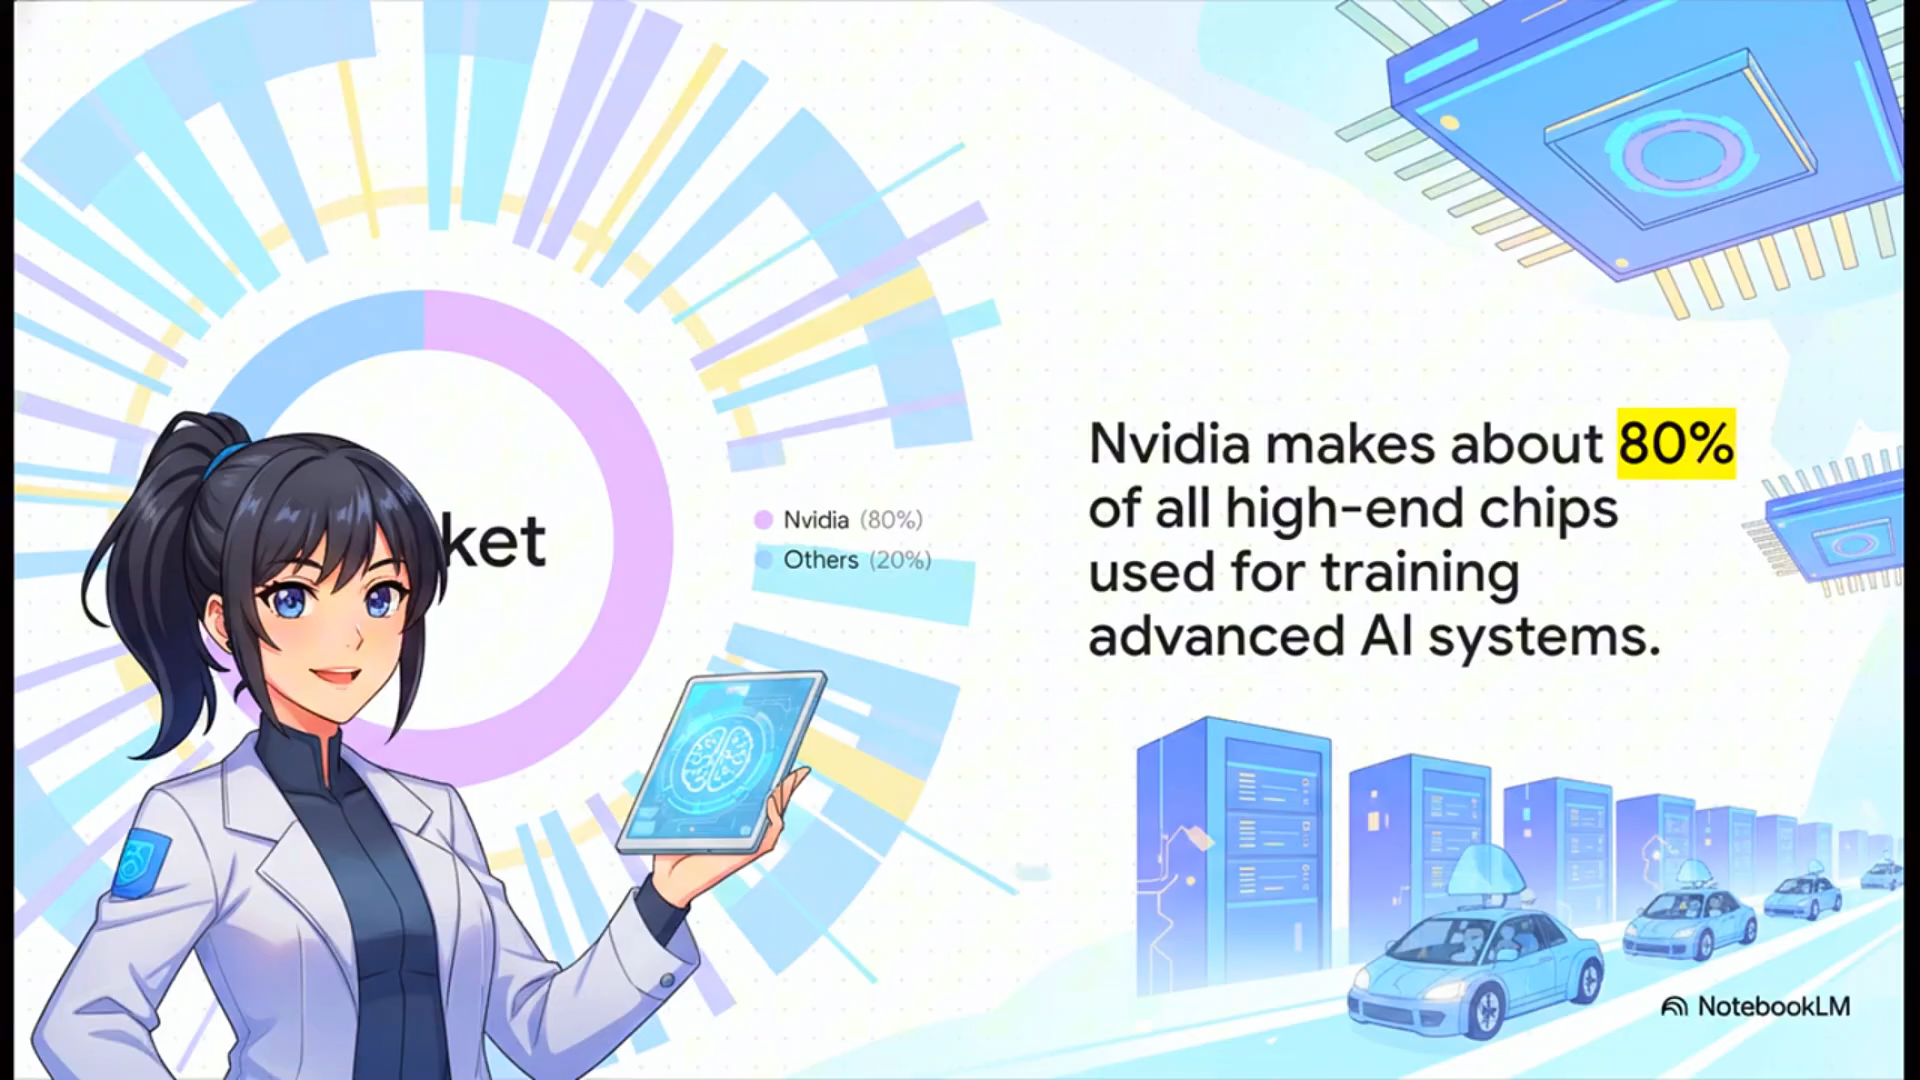 ket
Nvidia (80%)
Others (20%)
Nvidia makes about 80%
of all high-end chips
used for training
advanced AI systems.
NotebookLM